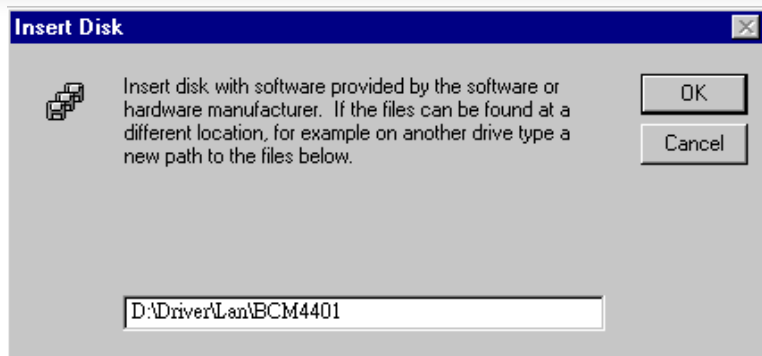 Insert Disk
Insert disk with software provided by the software or
hardware manufacturer.  If the files can be found at a
different location, for example on another drive type a
new path to the files below.
OK
Cancel
D:\Driver\Lan\BCM4401